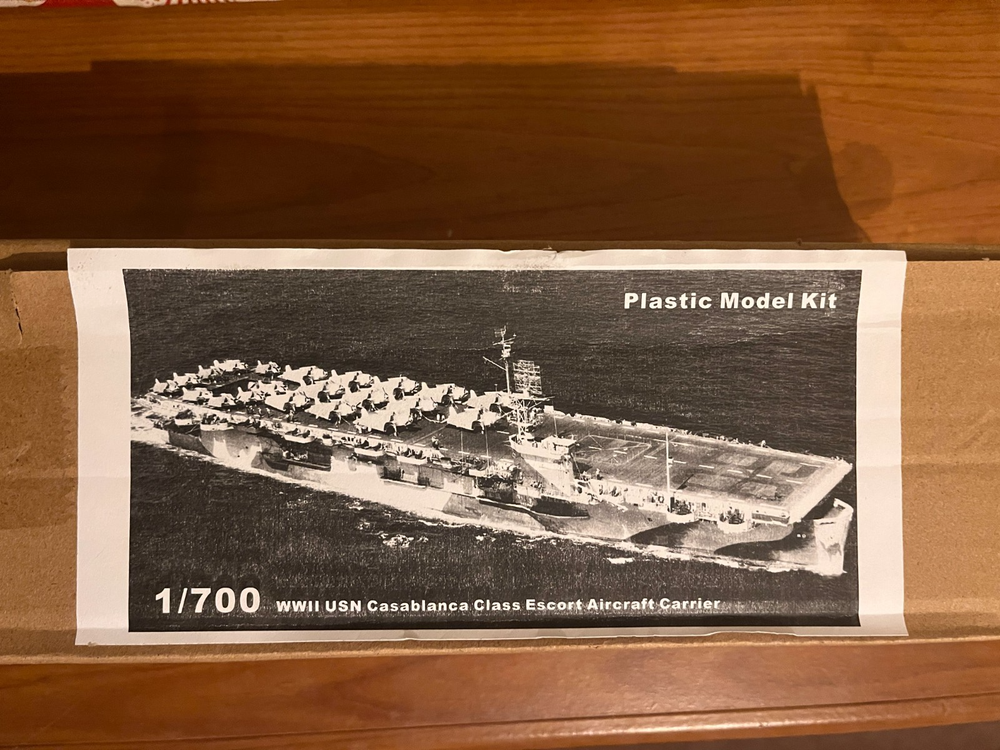 Plastic Model Kit
1/700 WWII USN Casablanca Class Escort Aircraft Carrier